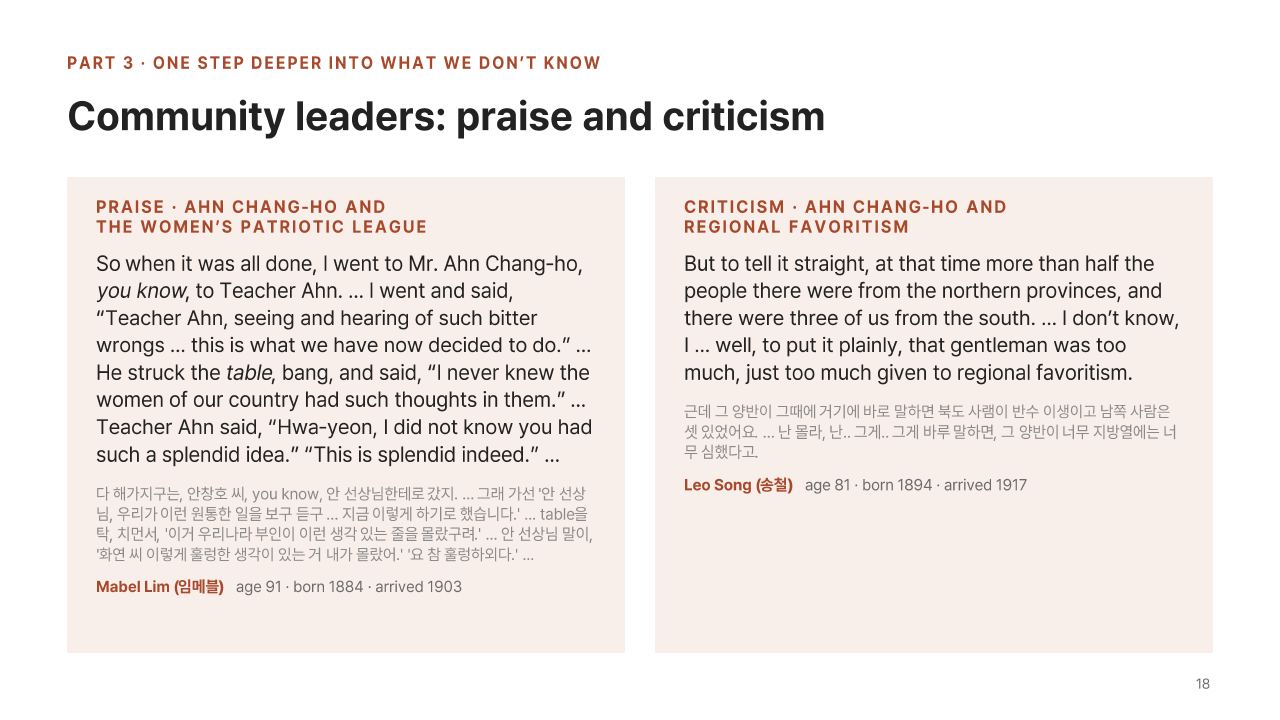 PART 3 · ONE STEP DEEPER INTO WHAT WE DON’T KNOW
Community leaders: praise and criticism
PRAISE · AHN CHANG-HO AND
THE WOMEN’S PATRIOTIC LEAGUE
So when it was all done, I went to Mr. Ahn Chang-ho,
you know, to Teacher Ahn. ... I went and said,
“Teacher Ahn, seeing and hearing of such bitter
wrongs ... this is what we have now decided to do.” ...
He struck the table, bang, and said, “I never knew the
women of our country had such thoughts in them.” ...
Teacher Ahn said, “Hwa-yeon, I did not know you had
such a splendid idea.” “This is splendid indeed.” ...
다 해가지구는, 안창호 씨, you know, 안 선상님한테로 갔지. ... 그래 가선 '안 선상
님, 우리가 이런 원통한 일을 보구 듣구 ... 지금 이렇게 하기로 했습니다.' ... table을
탁, 치먼서, '이거 우리나라 부인이 이런 생각 있는 줄을 몰랐구려.' ... 안 선상님 말이,
'화연 씨 이렇게 훌렁한 생각이 있는 거 내가 몰랐어.' '요 참 훌렁하외다.' ...
Mabel Lim (임메블) age 91 · born 1884 · arrived 1903
CRITICISM · AHN CHANG-HO AND
REGIONAL FAVORITISM
But to tell it straight, at that time more than half the
people there were from the northern provinces, and
there were three of us from the south. ... I don’t know,
I ... well, to put it plainly, that gentleman was too
much, just too much given to regional favoritism.
근데 그 양반이 그때에 거기에 바로 말하면 북도 사램이 반수 이생이고 남쪽 사람은
셋 있었어요. ... 난 몰라, 난.. 그게.. 그게 바루 말하면, 그 양반이 너무 지방열에는 너
무 심했다고.
Leo Song (송철) age 81 · born 1894 · arrived 1917
18